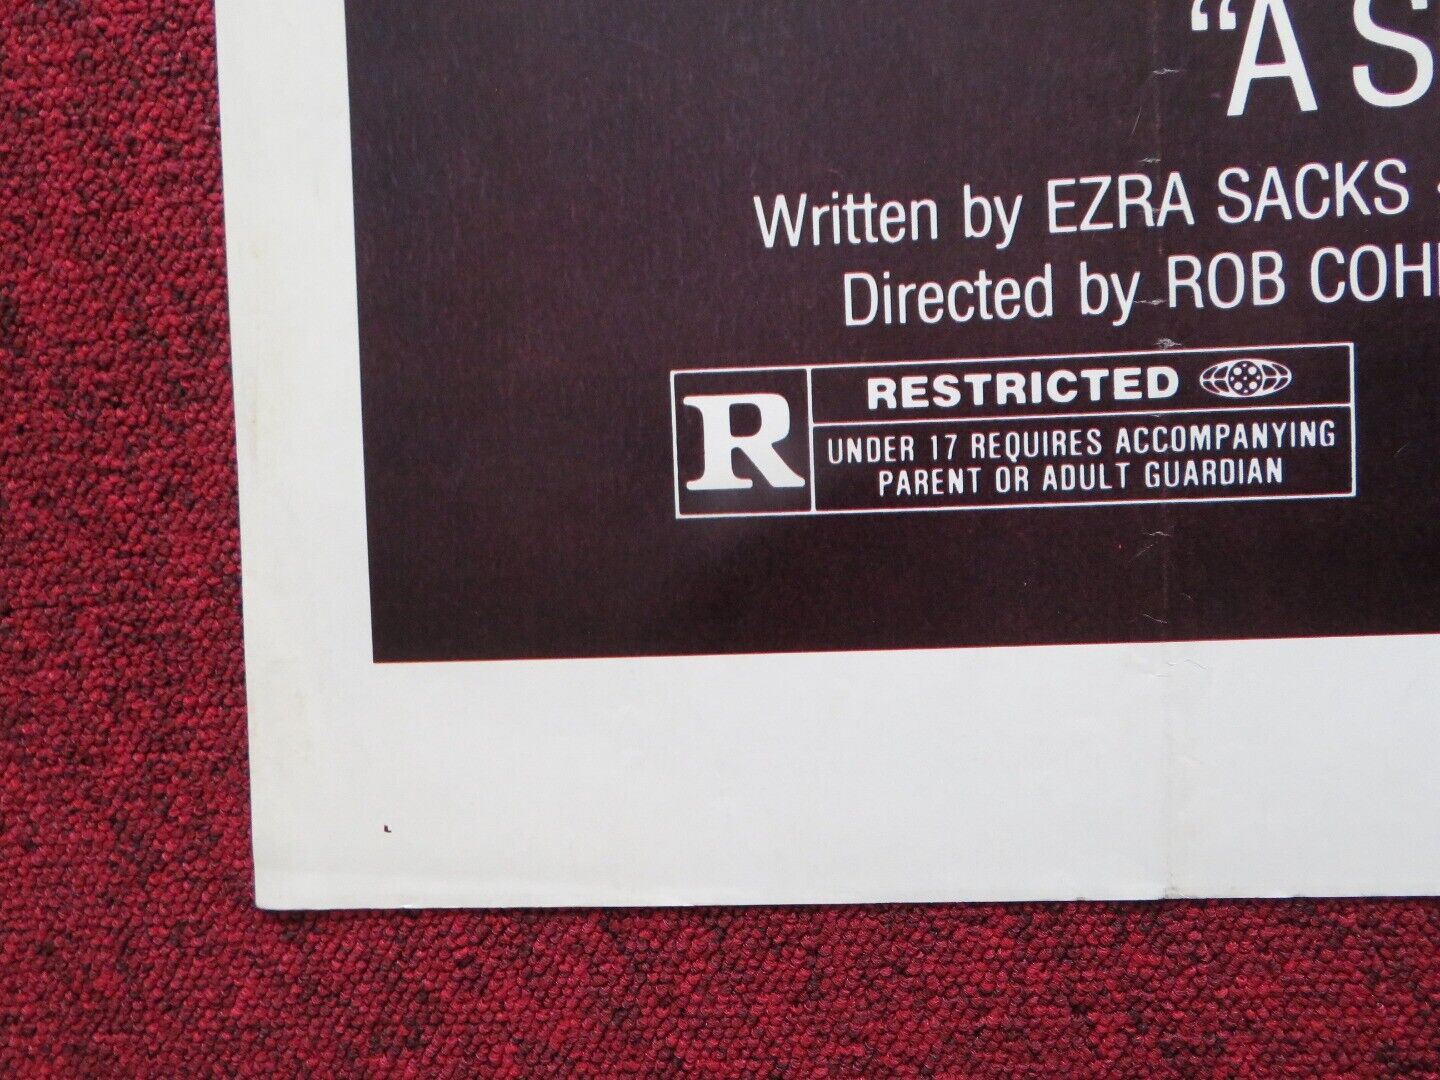 “A S
Written by EZRA SACKS
Directed by ROB COH
R
RESTRICTED
UNDER 17 REQUIRES ACCOMPANYING
PARENT OR ADULT GUARDIAN